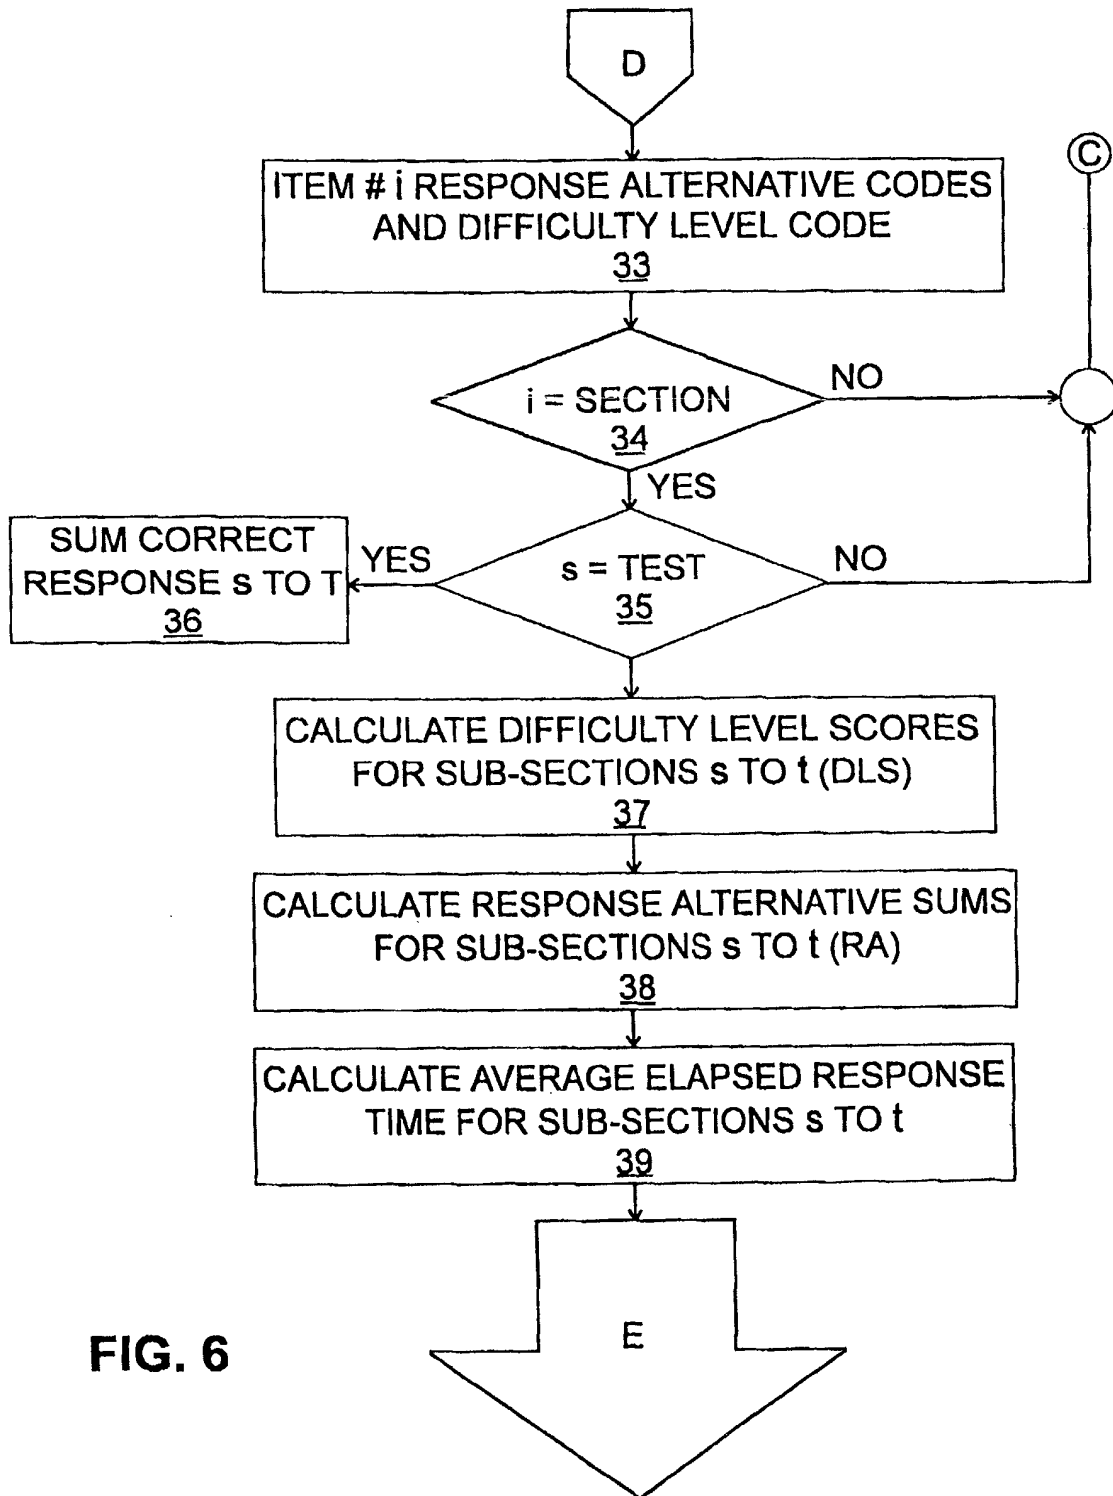 D
C
ITEM # i RESPONSE ALTERNATIVE CODES
AND DIFFICULTY LEVEL CODE
33
i = SECTION
34
NO
YES
s = TEST
35
YES
NO
SUM CORRECT
RESPONSE s TO T
36
CALCULATE DIFFICULTY LEVEL SCORES
FOR SUB-SECTIONS s TO t (DLS)
37
CALCULATE RESPONSE ALTERNATIVE SUMS
FOR SUB-SECTIONS s TO t (RA)
38
CALCULATE AVERAGE ELAPSED RESPONSE
TIME FOR SUB-SECTIONS s TO t
39
E
FIG. 6